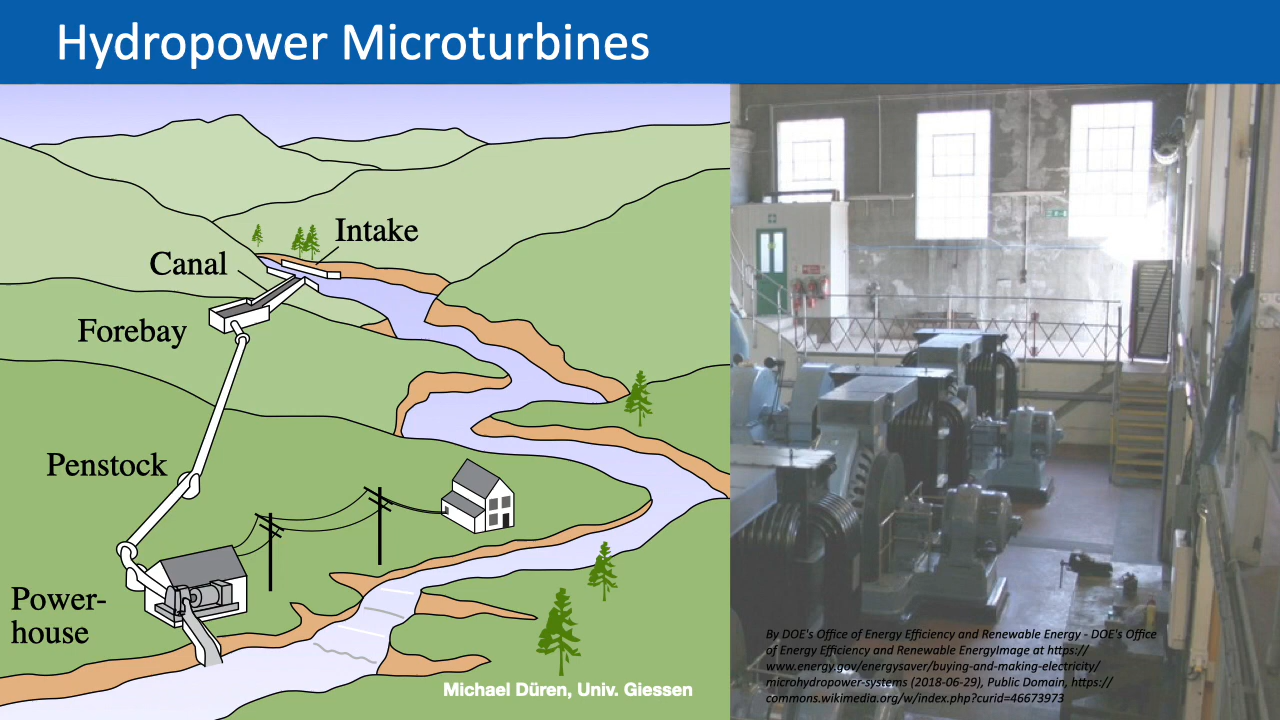 Hydropower Microturbines
Intake
Canal
Forebay
Penstock
Power-
house
Michael Düren, Univ. Giessen
By DOE's Office of Energy Efficiency and Renewable Energy - DOE's Office
of Energy Efficiency and Renewable EnergyImage at https://
www.energy.gov/energysaver/buying-and-making-electricity/
microhydropower-systems (2018-06-29), Public Domain, https://
commons.wikimedia.org/w/index.php?curid=46673973